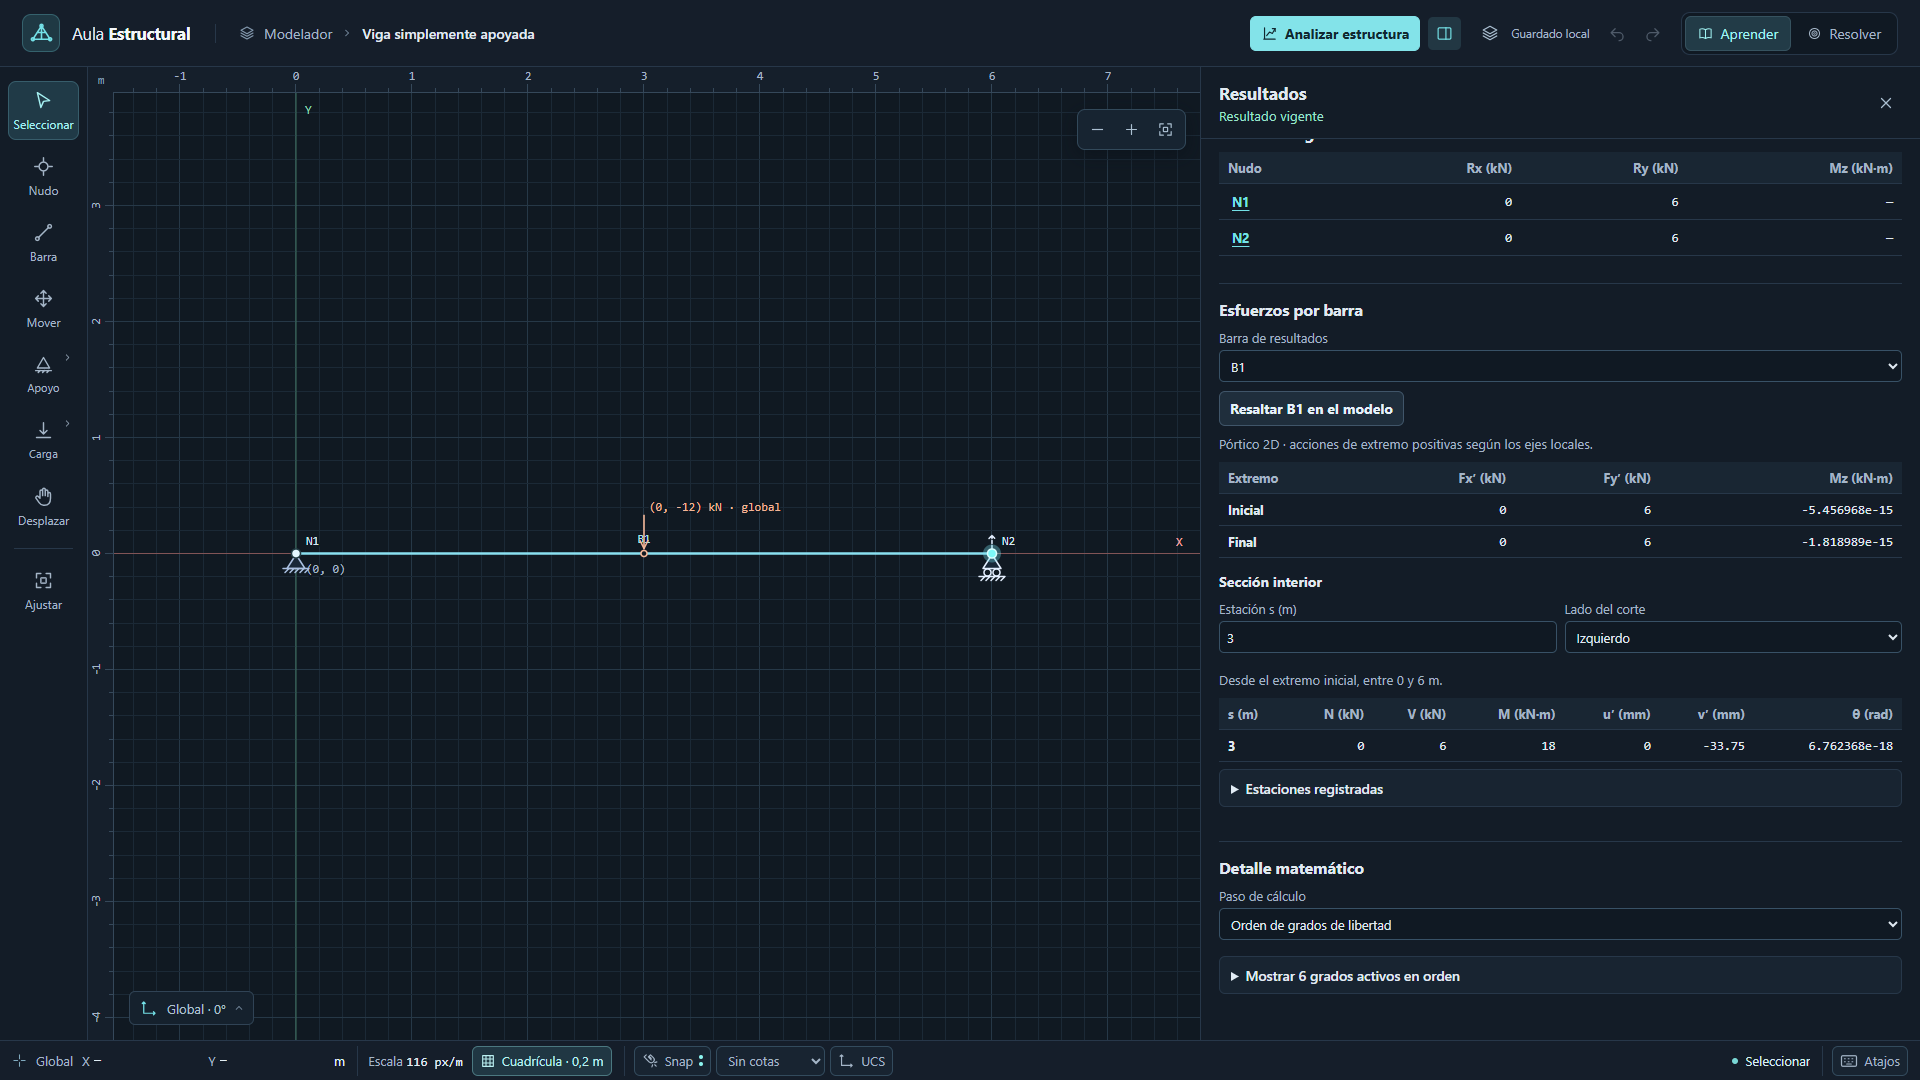 Aula Estructural
Modelador › Viga simplemente apoyada
Analizar estructura
Guardado local
Aprender
Resolver
Seleccionar
Nudo
Barra
Mover
Apoyo
Carga
Desplazar
Ajustar
m
-1 0 1 2 3 4 5 6 7
3
2
1
0
-1
-2
-3
-4
Y
X
(0, -12) kN · global
B1
N1
(0, 0)
N2
Global · 0°
Resultados
Resultado vigente
Nudo Rx (kN) Ry (kN) Mz (kN·m)
N1 0 6 —
N2 0 6 —
Esfuerzos por barra
Barra de resultados
B1
Resaltar B1 en el modelo
Pórtico 2D · acciones de extremo positivas según los ejes locales.
Extremo Fx′ (kN) Fy′ (kN) Mz (kN·m)
Inicial 0 6 -5.456968e-15
Final 0 6 -1.818989e-15
Sección interior
Estación s (m)
Lado del corte
3
Izquierdo
Desde el extremo inicial, entre 0 y 6 m.
s (m) N (kN) V (kN) M (kN·m) u′ (mm) v′ (mm) θ (rad)
3 0 6 18 0 -33.75 6.762368e-18
Estaciones registradas
Detalle matemático
Paso de cálculo
Orden de grados de libertad
Mostrar 6 grados activos en orden
Global X — Y — m
Escala 116 px/m
Cuadrícula · 0,2 m
Snap
Sin cotas
UCS
Seleccionar
Atajos